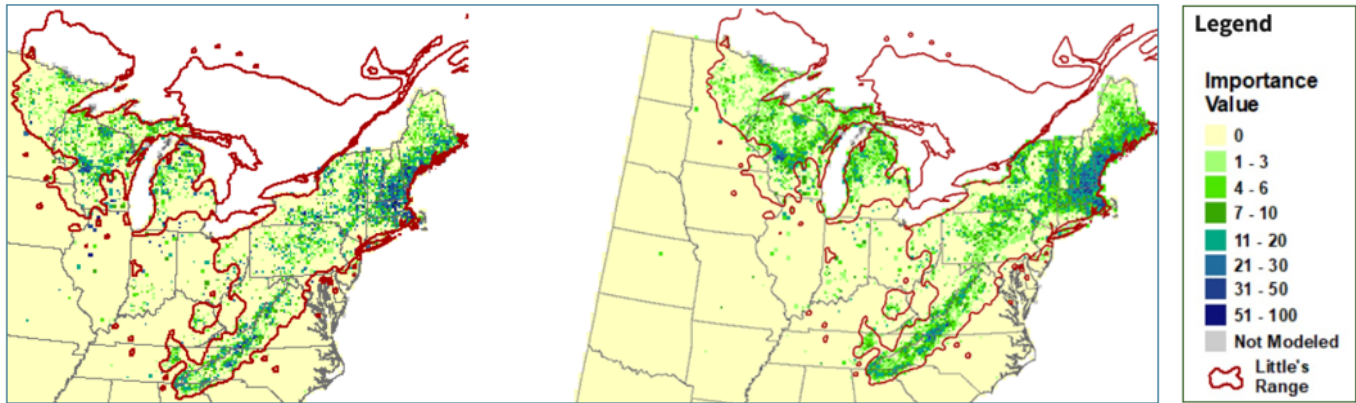 Legend
Importance
Value
0
1 - 3
4 - 6
7 - 10
11 - 20
21 - 30
31 - 50
51 - 100
Not Modeled
Little's
Range